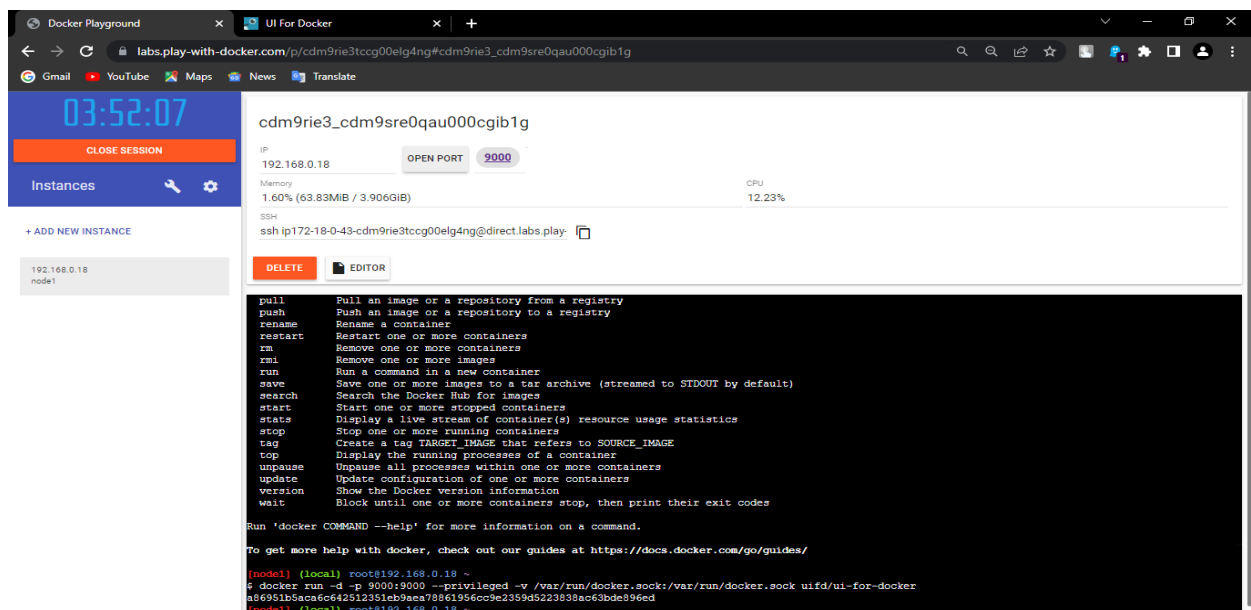 Docker Playground
UI For Docker
labs.play-with-docker.com/p/cdm9rie3tccg00elg4ng#cdm9rie3_cdm9sre0qau000cgib1g
1
Gmail YouTube Maps News Translate
03:52:07
CLOSE SESSION
Instances
+ ADD NEW INSTANCE
192.168.0.18
node1
cdm9rie3_cdm9sre0qau000cgib1g
IP
192.168.0.18
OPEN PORT
9000
Memory
1.60% (63.83MiB / 3.906GiB)
CPU
12.23%
SSH
ssh ip172-18-0-43-cdm9rie3tccg00elg4ng@direct.labs.play-
DELETE
EDITOR
pull Pull an image or a repository from a registry
push Push an image or a repository to a registry
rename Rename a container
restart Restart one or more containers
rm Remove one or more containers
rmi Remove one or more images
run Run a command in a new container
save Save one or more images to a tar archive (streamed to STDOUT by default)
search Search the Docker Hub for images
start Start one or more stopped containers
stats Display a live stream of container(s) resource usage statistics
stop Stop one or more running containers
tag Create a tag TARGET_IMAGE that refers to SOURCE_IMAGE
top Display the running processes of a container
unpause Unpause all processes within one or more containers
update Update configuration of one or more containers
version Show the Docker version information
wait Block until one or more containers stop, then print their exit codes
Run 'docker COMMAND --help' for more information on a command.
To get more help with docker, check out our guides at https://docs.docker.com/go/guides/
[node1] (local) root@192.168.0.18 ~
$ docker run -d -p 9000:9000 --privileged -v /var/run/docker.sock:/var/run/docker.sock uifd/ui-for-docker
a86951b5aca6c642512351eb9aea78861956cc9e2359d5223838ac63bde896ed
[node1] (local) root@192.168.0.18 ~